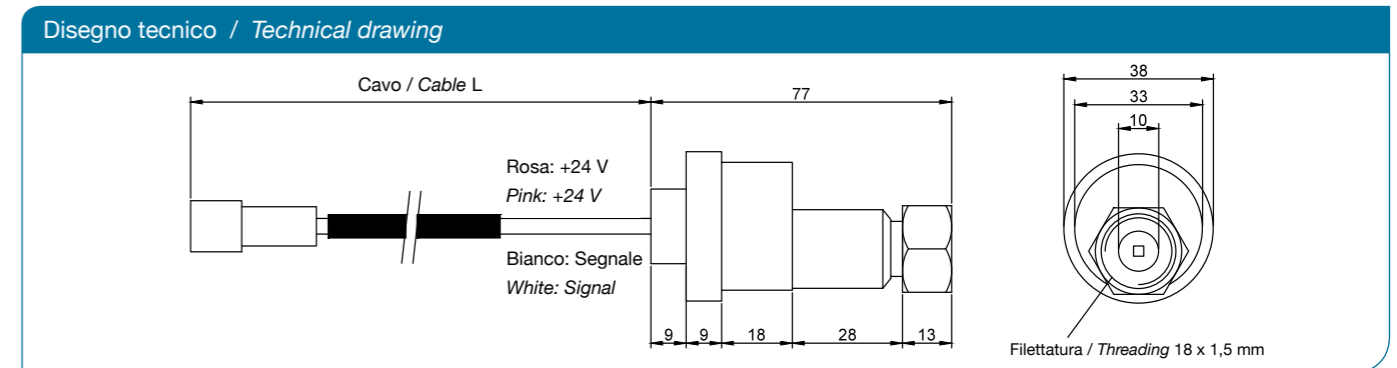 Disegno tecnico / Technical drawing
Cavo / Cable L
77
38
33
10
Rosa: +24 V
Pink: +24 V
Bianco: Segnale
White: Signal
9 9 18 28 13
Filettatura / Threading 18 x 1,5 mm